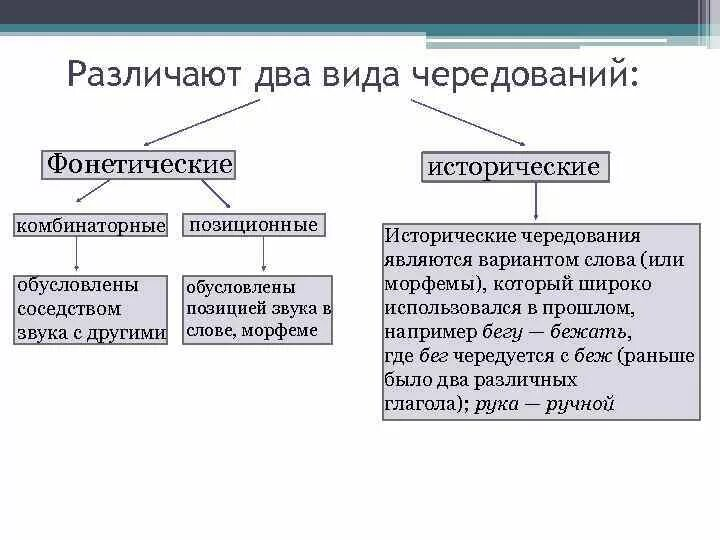 Различают два вида чередований:
Фонетические
исторические
комбинаторные
позиционные
обусловлены
соседством
звука с другими
обусловлены
позицией звука в
слове, морфеме
Исторические чередования
являются вариантом слова (или
морфемы), который широко
использовался в прошлом,
например бегу — бежать,
где бег чередуется с беж (раньше
было два различных
глагола); рука — ручной